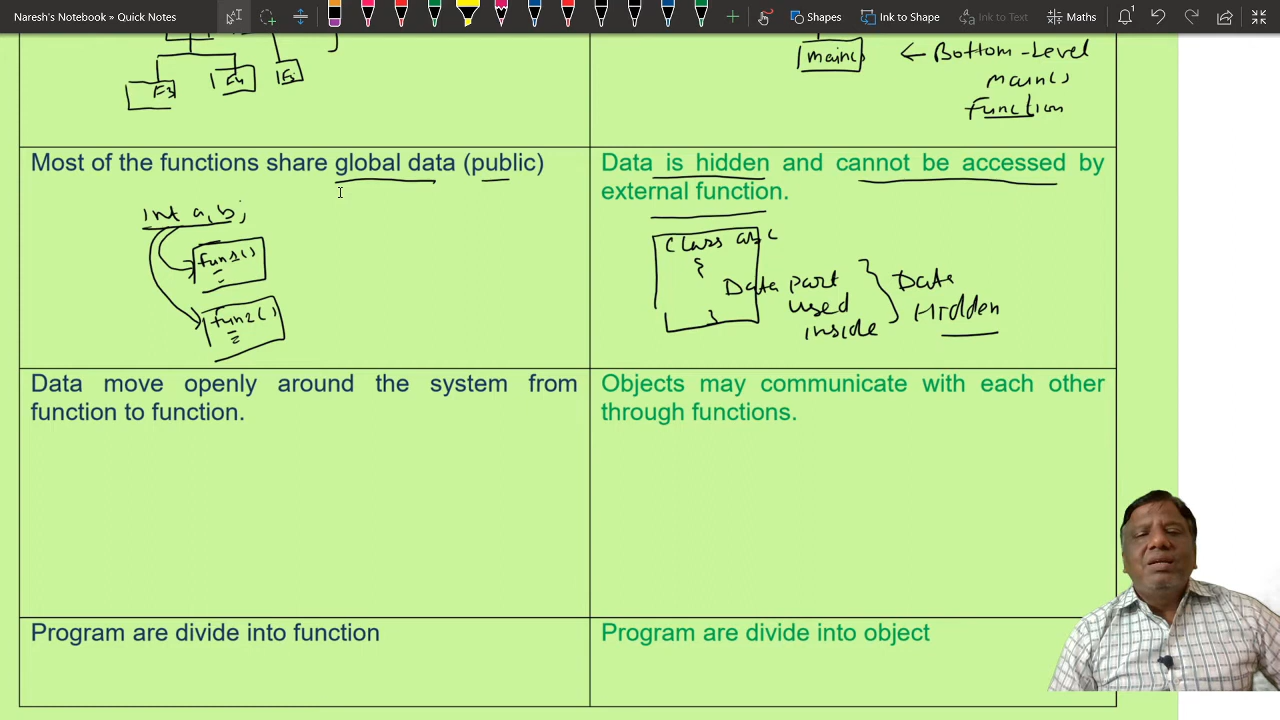 Naresh's Notebook » Quick Notes
Shapes
Ink to Shape
Ink to Text
Maths
F3
F4
main()
← Bottom-Level
main()
Function
Most of the functions share global data (public)
int a, b;
fun1()
fun2()
Data is hidden and cannot be accessed by
external function.
Class abc
{
Data part
used
inside
}
Data
Hidden
Data move openly around the system from
function to function.
Objects may communicate with each other
through functions.
Program are divide into function
Program are divide into object